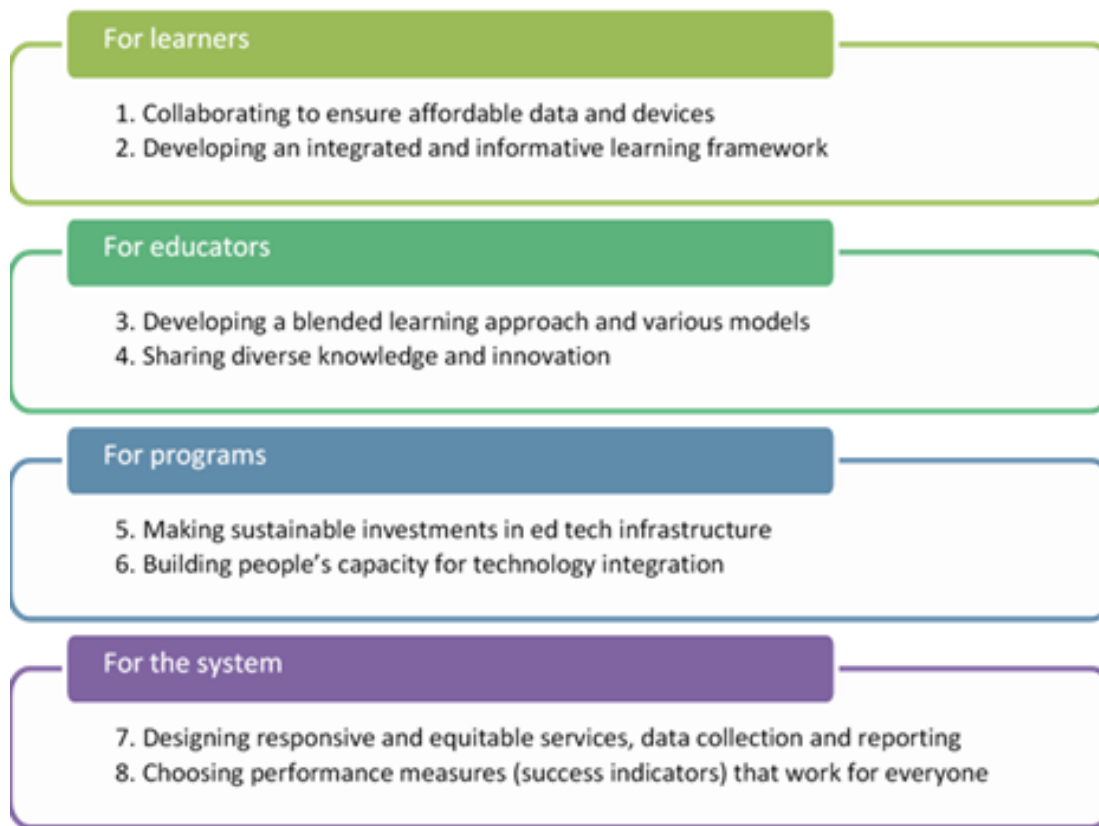 For learners
1. Collaborating to ensure affordable data and devices
2. Developing an integrated and informative learning framework
For educators
3. Developing a blended learning approach and various models
4. Sharing diverse knowledge and innovation
For programs
5. Making sustainable investments in ed tech infrastructure
6. Building people’s capacity for technology integration
For the system
7. Designing responsive and equitable services, data collection and reporting
8. Choosing performance measures (success indicators) that work for everyone